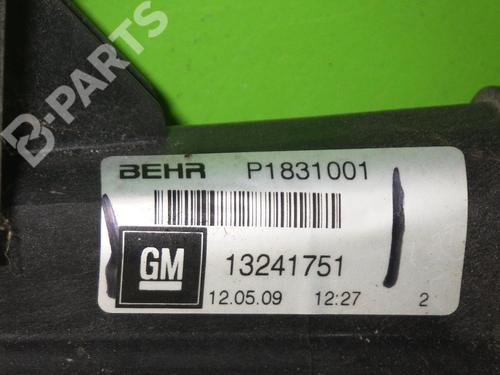 BEHR P1831001
GM 13241751
12.05.09 12:27 2
B-PARTS